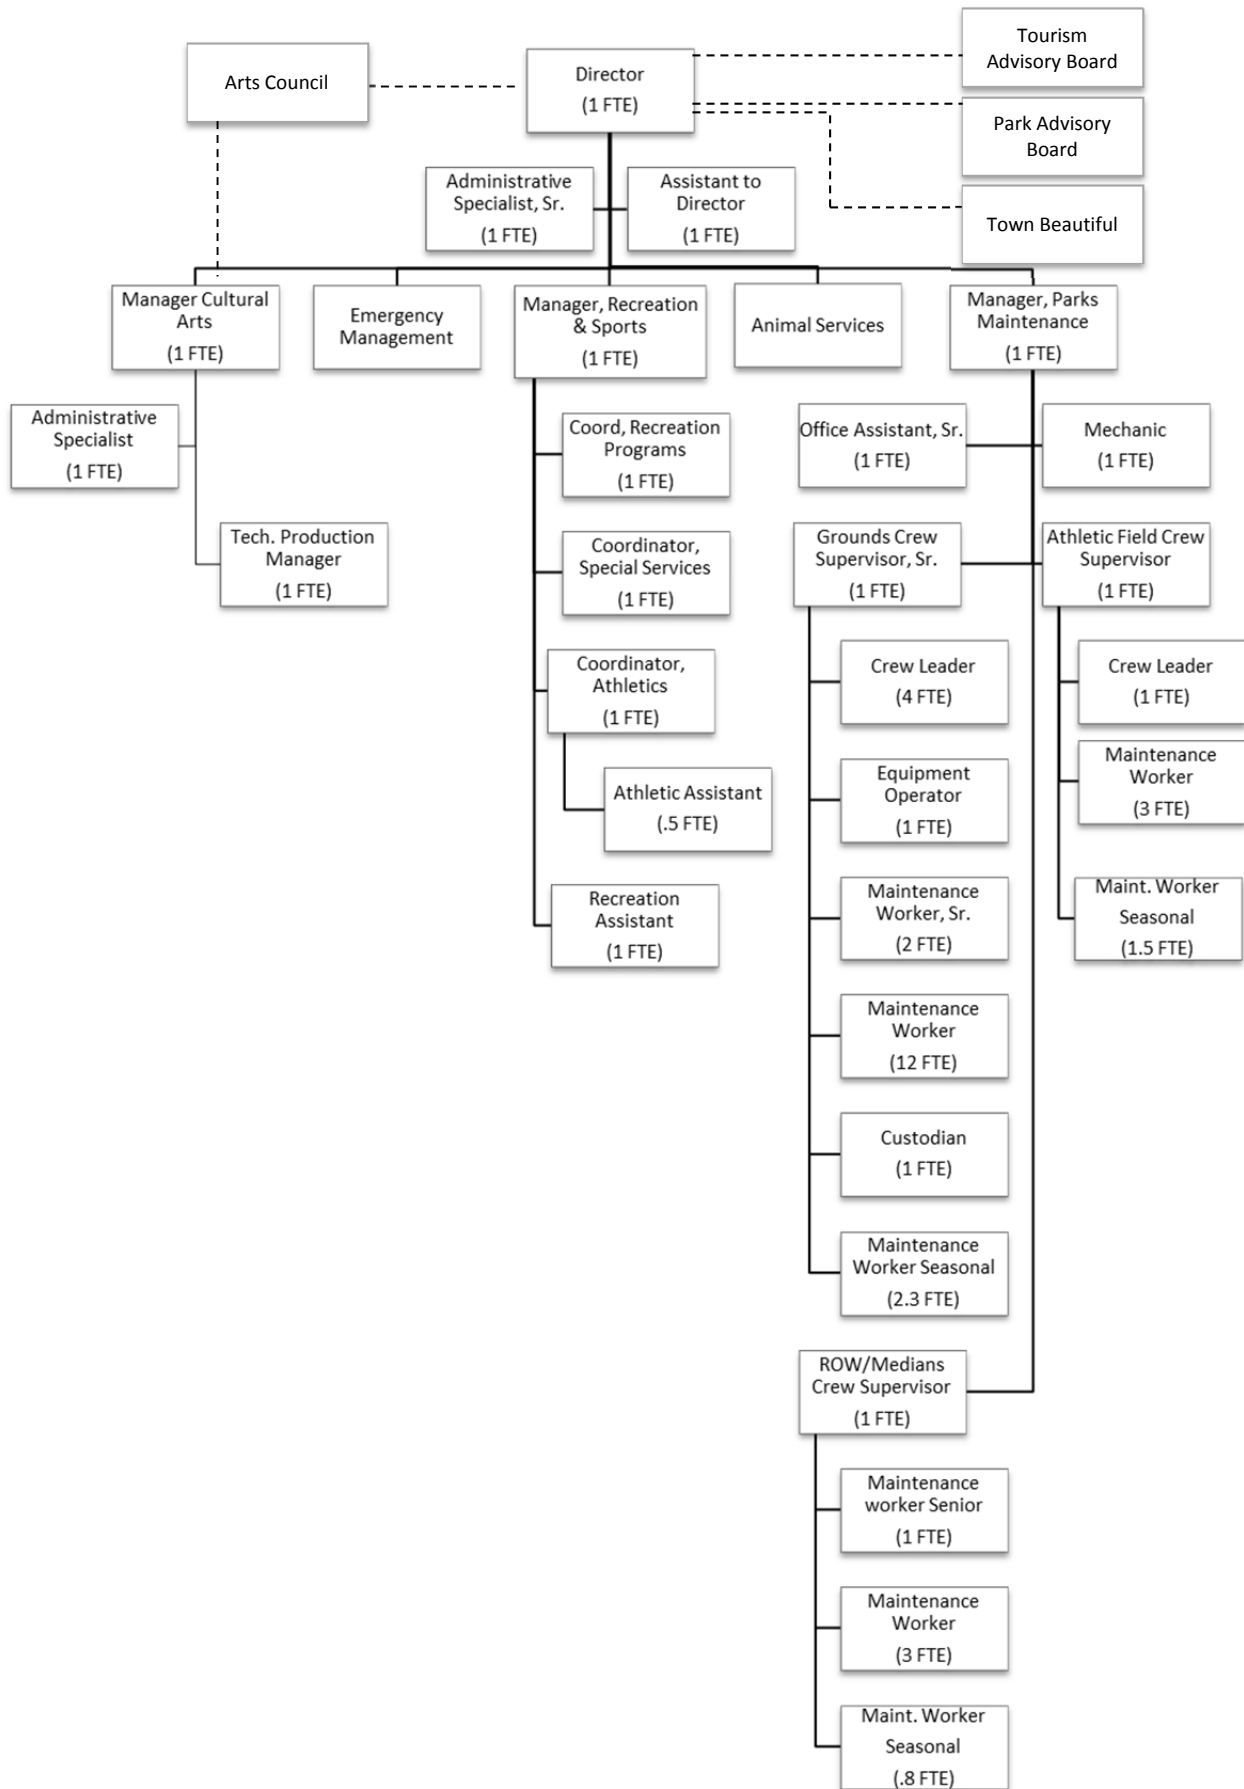 Tourism
Advisory Board
Director
(1 FTE)
Arts Council
Park Advisory
Board
Administrative
Specialist, Sr.
(1 FTE)
Assistant to
Director
(1 FTE)
Town Beautiful
Manager Cultural
Arts
(1 FTE)
Emergency
Management
Manager, Recreation
& Sports
(1 FTE)
Animal Services
Manager, Parks
Maintenance
(1 FTE)
Administrative
Specialist
(1 FTE)
Tech. Production
Manager
(1 FTE)
Coord, Recreation
Programs
(1 FTE)
Coordinator,
Special Services
(1 FTE)
Coordinator,
Athletics
(1 FTE)
Athletic Assistant
(.5 FTE)
Recreation
Assistant
(1 FTE)
Office Assistant, Sr.
(1 FTE)
Mechanic
(1 FTE)
Grounds Crew
Supervisor, Sr.
(1 FTE)
Athletic Field Crew
Supervisor
(1 FTE)
Crew Leader
(4 FTE)
Equipment
Operator
(1 FTE)
Maintenance
Worker, Sr.
(2 FTE)
Maintenance
Worker
(12 FTE)
Custodian
(1 FTE)
Maintenance
Worker Seasonal
(2.3 FTE)
Crew Leader
(1 FTE)
Maintenance
Worker
(3 FTE)
Maint. Worker
Seasonal
(1.5 FTE)
ROW/Medians
Crew Supervisor
(1 FTE)
Maintenance
worker Senior
(1 FTE)
Maintenance
Worker
(3 FTE)
Maint. Worker
Seasonal
(.8 FTE)